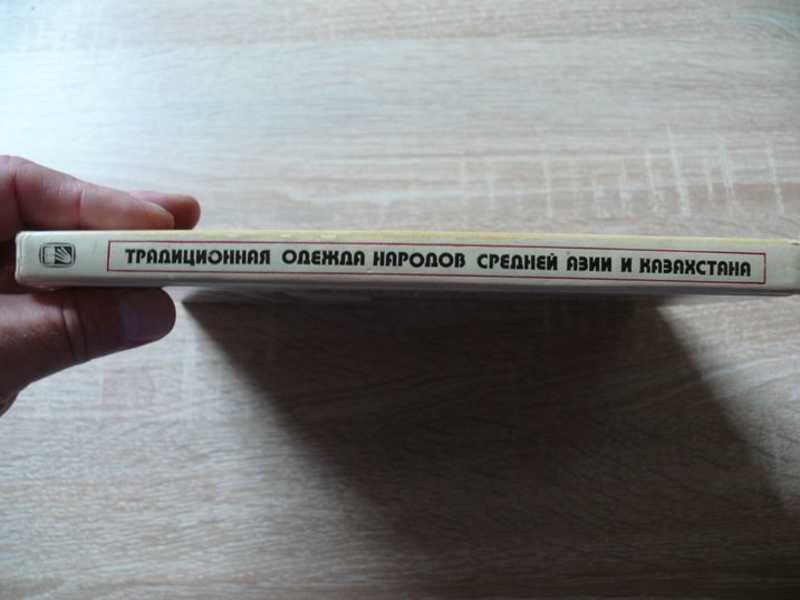 ТРАДИЦИОННАЯ ОДЕЖДА НАРОДОВ СРЕДНЕЙ АЗИИ И КАЗАХСТАНА